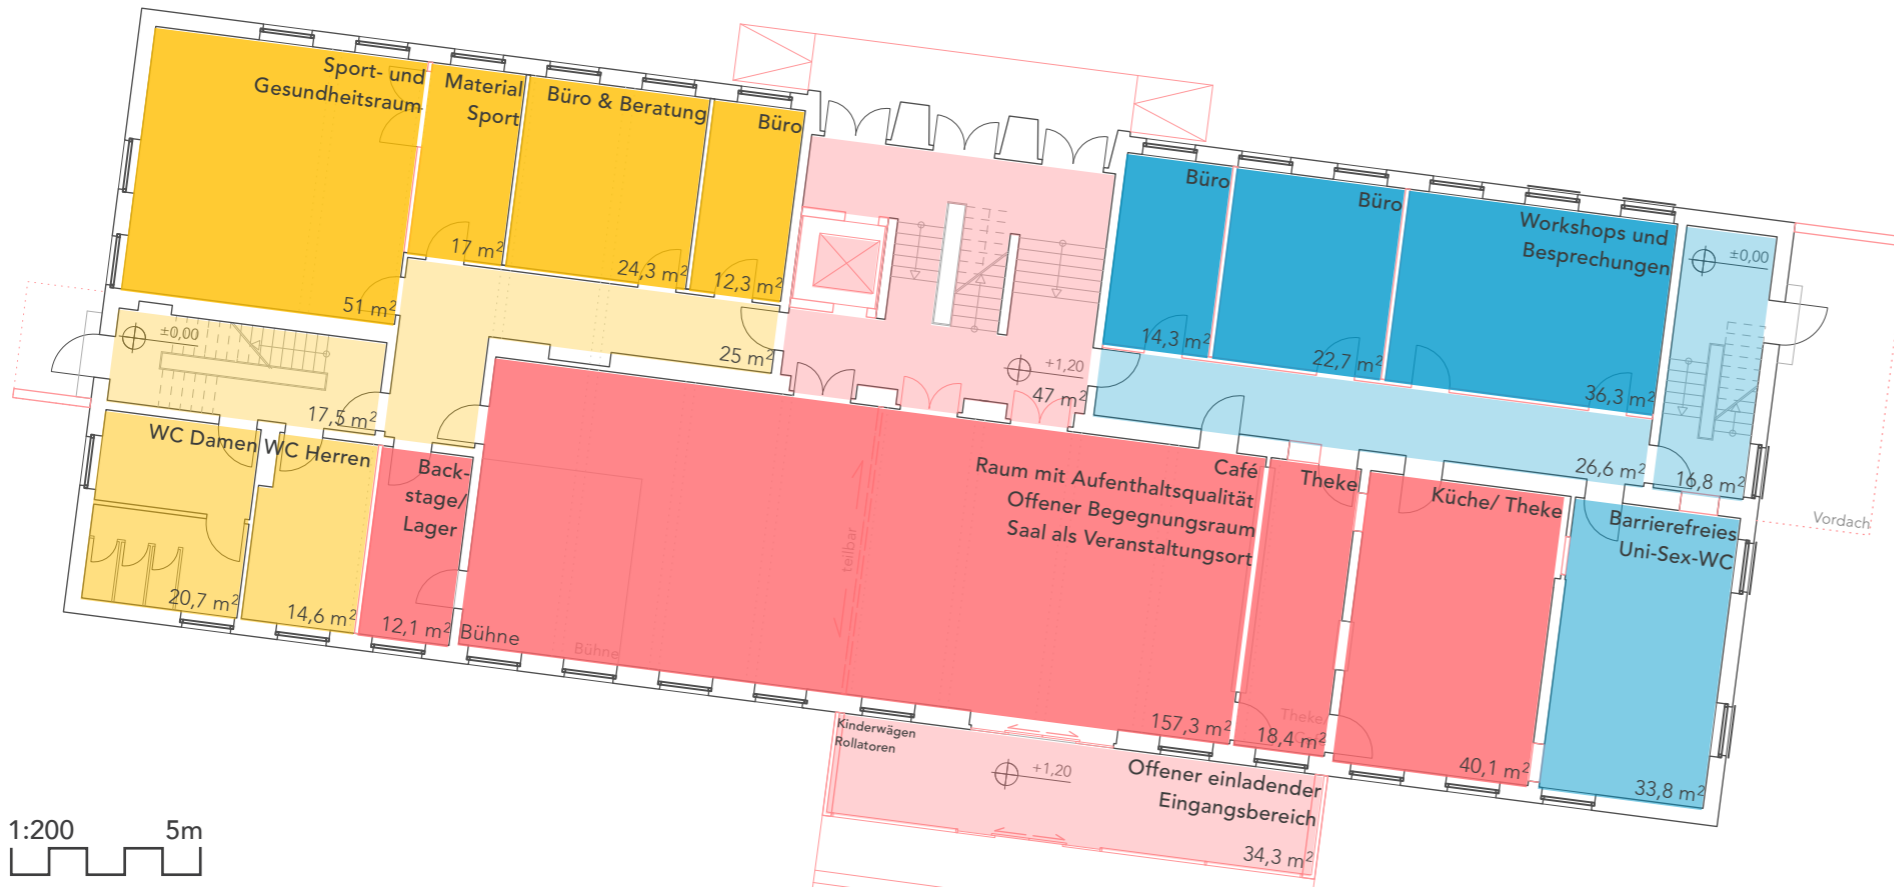 Sport- und
Gesundheitsraum
51 m²
Material
Sport
17 m²
Büro & Beratung
24,3 m²
Büro
12,3 m²
25 m²
±0,00
17,5 m²
WC Damen
20,7 m²
WC Herren
14,6 m²
Back-
stage/
Lager
12,1 m²
+1,20
47 m²
Büro
14,3 m²
Büro
22,7 m²
Workshops und
Besprechungen
36,3 m²
±0,00
26,6 m²
16,8 m²
Vordach
Bühne
Bühne
teilbar
Café
Raum mit Aufenthaltsqualität
Offener Begegnungsraum
Saal als Veranstaltungsort
157,3 m²
Theke
Theke/
18,4 m²
Küche/ Theke
40,1 m²
Barrierefreies
Uni-Sex-WC
33,8 m²
Kinderwägen
Rollatoren
+1,20
Offener einladender
Eingangsbereich
34,3 m²
1:200 5m